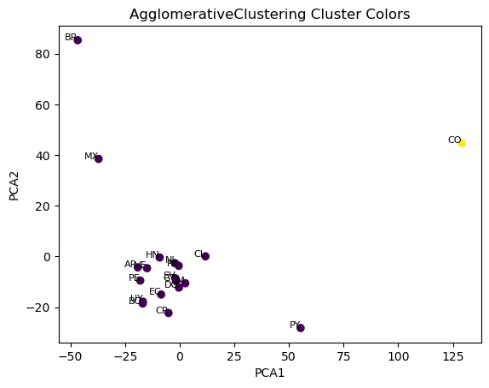 AgglomerativeClustering Cluster Colors
BR
80
60
MX
CO
40
PCA2
20
HN
CL
0
AR
PE
EC
-20
CR
PY
−50
−25
0
25
50
75
100
125
PCA1